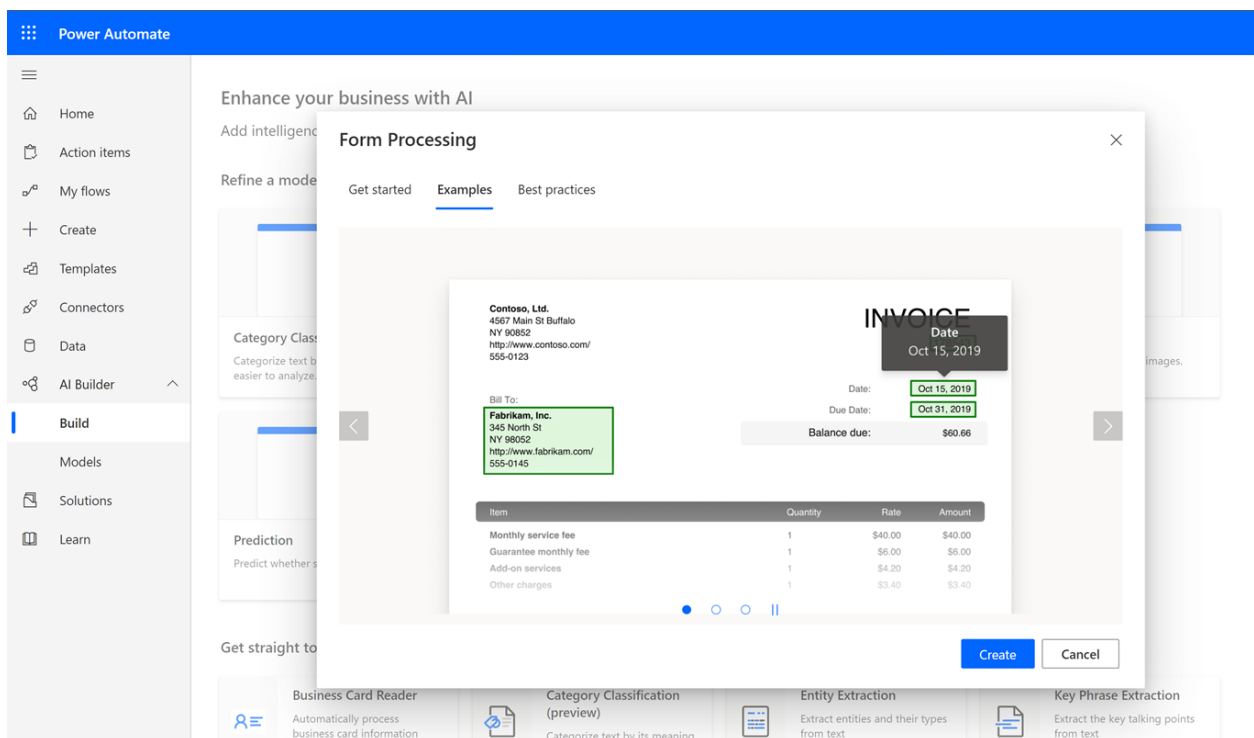 Power Automate
Home
Action items
My flows
Create
Templates
Connectors
Data
AI Builder
Build
Models
Solutions
Learn
Enhance your business with AI
Add intelligenc
Refine a mode
Category Class
Categorize text b
easier to analyze.
images.
Prediction
Predict whether s
Get straight to
Form Processing
Get started Examples Best practices
Contoso, Ltd.
4567 Main St Buffalo
NY 90852
http://www.contoso.com/
555-0123
INVOICE
Date
Oct 15, 2019
Date: Oct 15, 2019
Due Date: Oct 31, 2019
Balance due: $60.66
Bill To:
Fabrikam, Inc.
345 North St
NY 98052
http://www.fabrikam.com/
555-0145
Item Quantity Rate Amount
Monthly service fee 1 $40.00 $40.00
Guarantee monthly fee 1 $6.00 $6.00
Add-on services 1 $4.20 $4.20
Other charges 1 $3.40 $3.40
Create Cancel
Business Card Reader
Automatically process
business card information
Category Classification
(preview)
Categorize text by its meaning
Entity Extraction
Extract entities and their types
from text
Key Phrase Extraction
Extract the key talking points
from text